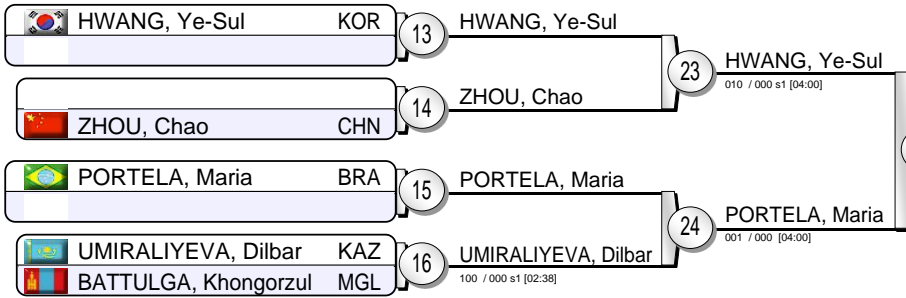 HWANG, Ye-Sul KOR
13
HWANG, Ye-Sul
23
HWANG, Ye-Sul
010 / 000 s1 [04:00]
14
ZHOU, Chao
ZHOU, Chao CHN
PORTELA, Maria BRA
15
PORTELA, Maria
24
PORTELA, Maria
001 / 000 [04:00]
UMIRALIYEVA, Dilbar KAZ
16
UMIRALIYEVA, Dilbar
100 / 000 s1 [02:38]
BATTULGA, Khongorzul MGL